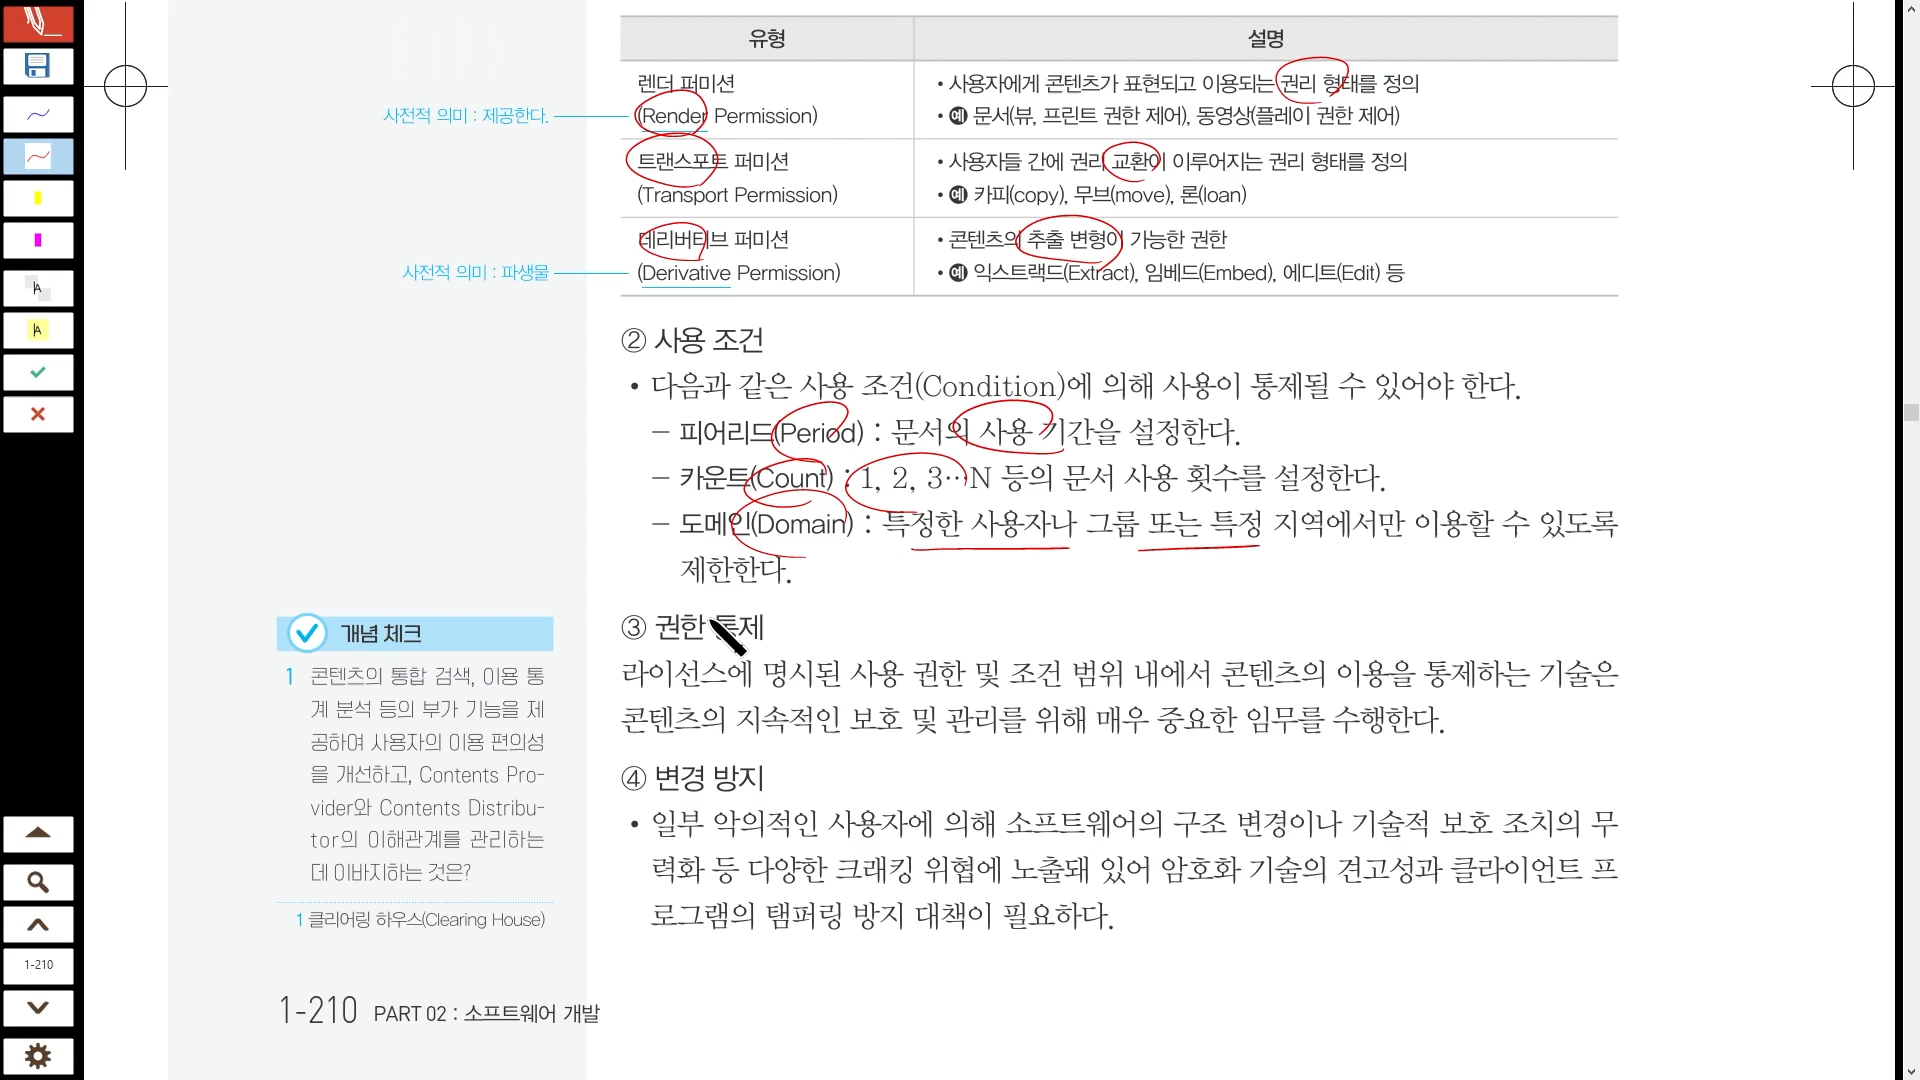 유형 설명
렌더 퍼미션
(Render Permission)
• 사용자에게 콘텐츠가 표현되고 이용되는 권리 형태를 정의
• 예 문서(뷰, 프린트 권한 제어), 동영상(플레이 권한 제어)
사전적 의미 : 제공한다.
트랜스포트 퍼미션
(Transport Permission)
• 사용자들 간에 권리 교환이 이루어지는 권리 형태를 정의
• 예 카피(copy), 무브(move), 론(loan)
데리버티브 퍼미션
(Derivative Permission)
• 콘텐츠의 추출 변형이 가능한 권한
• 예 익스트랙드(Extract), 임베드(Embed), 에디트(Edit) 등
사전적 의미 : 파생물
② 사용 조건
• 다음과 같은 사용 조건(Condition)에 의해 사용이 통제될 수 있어야 한다.
– 피어리드(Period) : 문서의 사용 기간을 설정한다.
– 카운트(Count) : 1, 2, 3…N 등의 문서 사용 횟수를 설정한다.
– 도메인(Domain) : 특정한 사용자나 그룹 또는 특정 지역에서만 이용할 수 있도록
제한한다.
③ 권한 통제
라이선스에 명시된 사용 권한 및 조건 범위 내에서 콘텐츠의 이용을 통제하는 기술은
콘텐츠의 지속적인 보호 및 관리를 위해 매우 중요한 임무를 수행한다.
④ 변경 방지
• 일부 악의적인 사용자에 의해 소프트웨어의 구조 변경이나 기술적 보호 조치의 무
력화 등 다양한 크래킹 위협에 노출돼 있어 암호화 기술의 견고성과 클라이언트 프
로그램의 탬퍼링 방지 대책이 필요하다.
개념 체크
1 콘텐츠의 통합 검색, 이용 통
계 분석 등의 부가 기능을 제
공하여 사용자의 이용 편의성
을 개선하고, Contents Pro-
vider와 Contents Distribu-
tor의 이해관계를 관리하는
데 이바지하는 것은?
1 클리어링 하우스(Clearing House)
1-210 PART 02 : 소프트웨어 개발
A
A
1-210